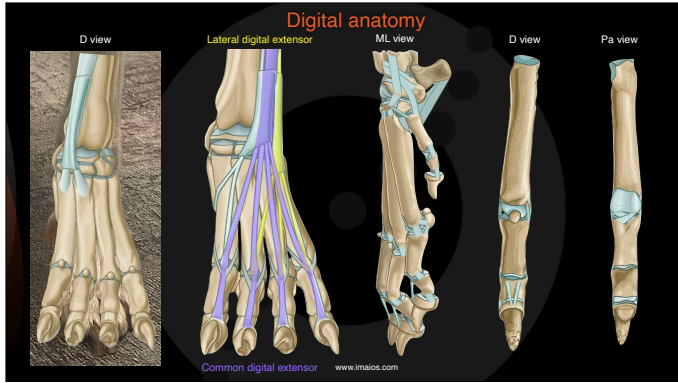 Digital anatomy
D view
Lateral digital extensor
ML view
D view
Pa view
Common digital extensor
www.imaios.com